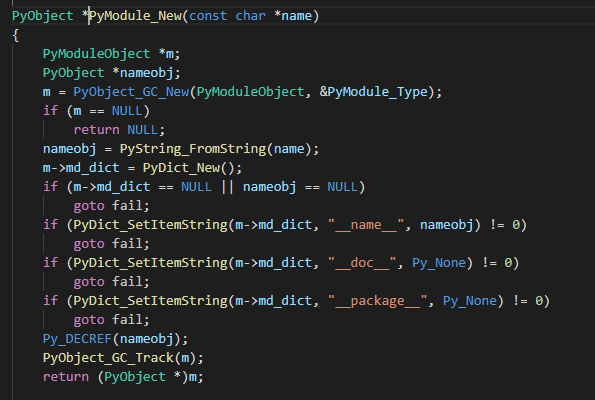 PyObject *PyModule_New(const char *name)
{
    PyModuleObject *m;
    PyObject *nameobj;
    m = PyObject_GC_New(PyModuleObject, &PyModule_Type);
    if (m == NULL)
        return NULL;
    nameobj = PyString_FromString(name);
    m->md_dict = PyDict_New();
    if (m->md_dict == NULL || nameobj == NULL)
        goto fail;
    if (PyDict_SetItemString(m->md_dict, "__name__", nameobj) != 0)
        goto fail;
    if (PyDict_SetItemString(m->md_dict, "__doc__", Py_None) != 0)
        goto fail;
    if (PyDict_SetItemString(m->md_dict, "__package__", Py_None) != 0)
        goto fail;
    Py_DECREF(nameobj);
    PyObject_GC_Track(m);
    return (PyObject *)m;